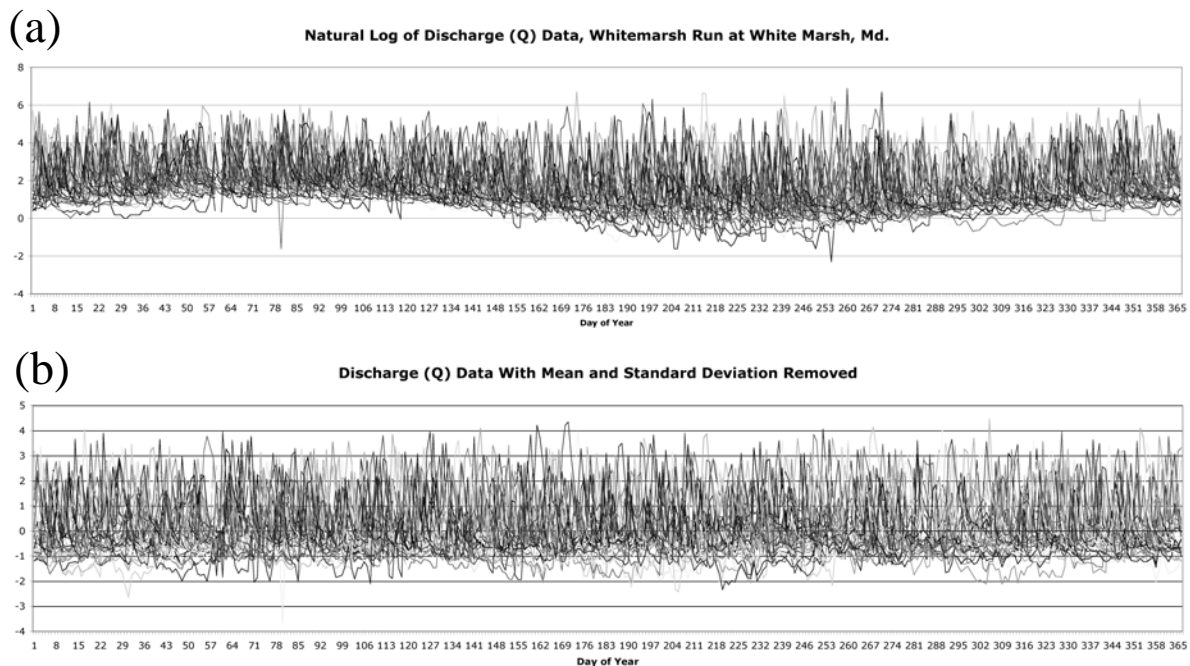 (a)
Natural Log of Discharge (Q) Data, Whitemarsh Run at White Marsh, Md.
8
6
4
2
0
-2
-4
1 8 15 22 29 36 43 50 57 64 71 78 85 92 99 106 113 120 127 134 141 148 155 162 169 176 183 190 197 204 211 218 225 232 239 246 253 260 267 274 281 288 295 302 309 316 323 330 337 344 351 358 365
Day of Year
(b)
Discharge (Q) Data With Mean and Standard Deviation Removed
5
4
3
2
1
0
-1
-2
-3
-4
1 8 15 22 29 36 43 50 57 64 71 78 85 92 99 106 113 120 127 134 141 148 155 162 169 176 183 190 197 204 211 218 225 232 239 246 253 260 267 274 281 288 295 302 309 316 323 330 337 344 351 358 365
Day of Year